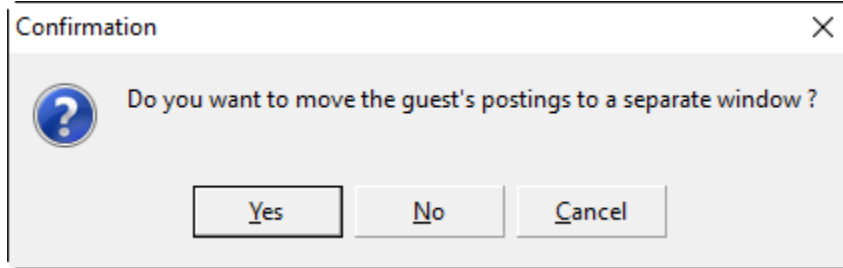 Confirmation
Do you want to move the guest's postings to a separate window ?
Yes
No
Cancel